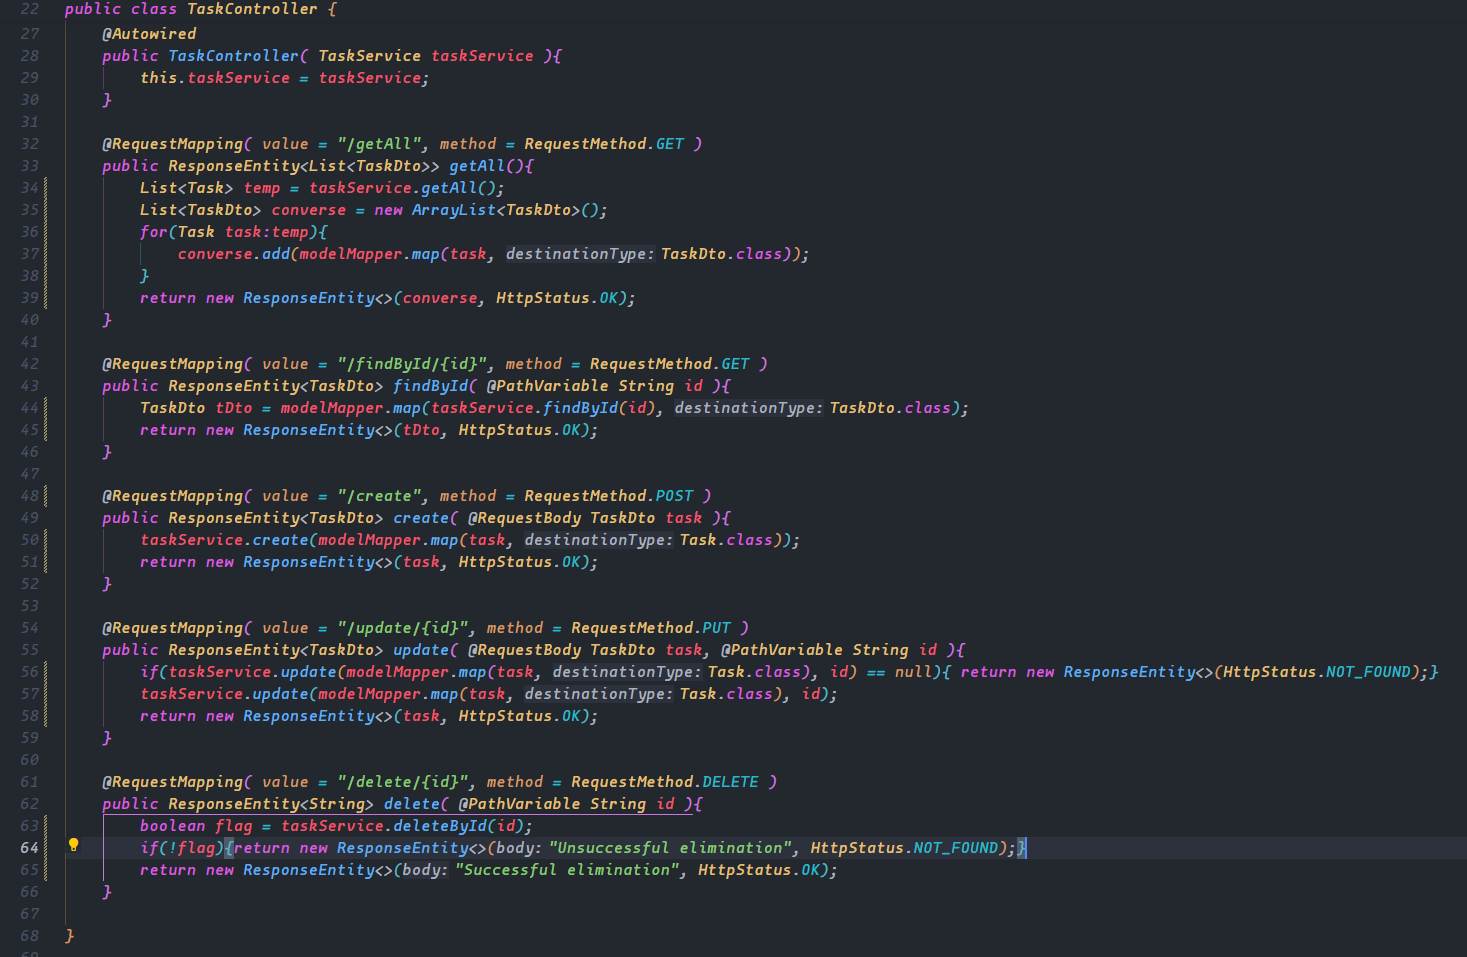 22 public class TaskController {
27 @Autowired
28 public TaskController( TaskService taskService ){
29 this.taskService = taskService;
30 }
31
32 @RequestMapping( value = "/getAll", method = RequestMethod.GET )
33 public ResponseEntity<List<TaskDto>> getAll(){
34 List<Task> temp = taskService.getAll();
35 List<TaskDto> converse = new ArrayList<TaskDto>();
36 for(Task task:temp){
37 converse.add(modelMapper.map(task, destinationType: TaskDto.class));
38 }
39 return new ResponseEntity<>(converse, HttpStatus.OK);
40 }
41
42 @RequestMapping( value = "/findById/{id}", method = RequestMethod.GET )
43 public ResponseEntity<TaskDto> findById( @PathVariable String id ){
44 TaskDto tDto = modelMapper.map(taskService.findById(id), destinationType: TaskDto.class);
45 return new ResponseEntity<>(tDto, HttpStatus.OK);
46 }
47
48 @RequestMapping( value = "/create", method = RequestMethod.POST )
49 public ResponseEntity<TaskDto> create( @RequestBody TaskDto task ){
50 taskService.create(modelMapper.map(task, destinationType: Task.class));
51 return new ResponseEntity<>(task, HttpStatus.OK);
52 }
53
54 @RequestMapping( value = "/update/{id}", method = RequestMethod.PUT )
55 public ResponseEntity<TaskDto> update( @RequestBody TaskDto task, @PathVariable String id ){
56 if(taskService.update(modelMapper.map(task, destinationType: Task.class), id) == null){ return new ResponseEntity<>(HttpStatus.NOT_FOUND);}
57 taskService.update(modelMapper.map(task, destinationType: Task.class), id);
58 return new ResponseEntity<>(task, HttpStatus.OK);
59 }
60
61 @RequestMapping( value = "/delete/{id}", method = RequestMethod.DELETE )
62 public ResponseEntity<String> delete( @PathVariable String id ){
63 boolean flag = taskService.deleteById(id);
64 if(!flag){return new ResponseEntity<>(body: "Unsuccessful elimination", HttpStatus.NOT_FOUND);}
65 return new ResponseEntity<>(body: "Successful elimination", HttpStatus.OK);
66 }
67
68 }